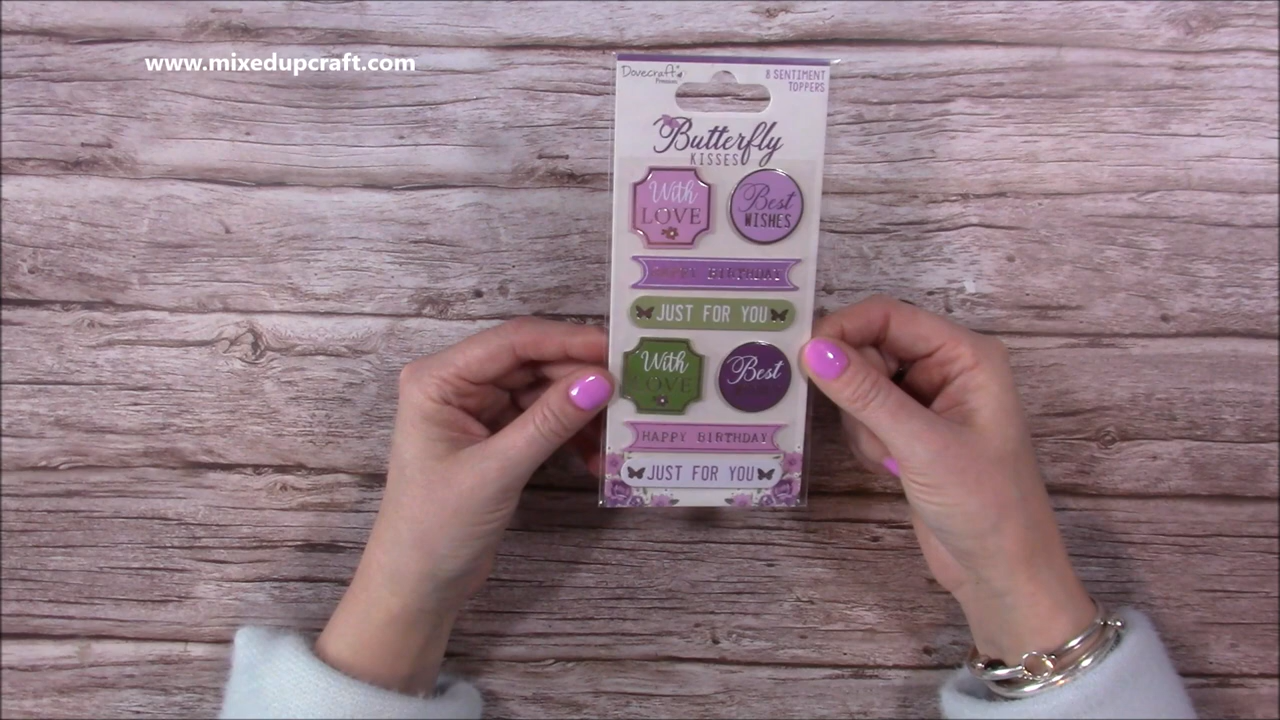 www.mixedupcraft.com
Dovecraft
Premium
8 SENTIMENT
TOPPERS
Butterfly
KISSES
With
LOVE
Best
WISHES
HAPPY BIRTHDAY
JUST FOR YOU
With
LOVE
Best
HAPPY BIRTHDAY
JUST FOR YOU